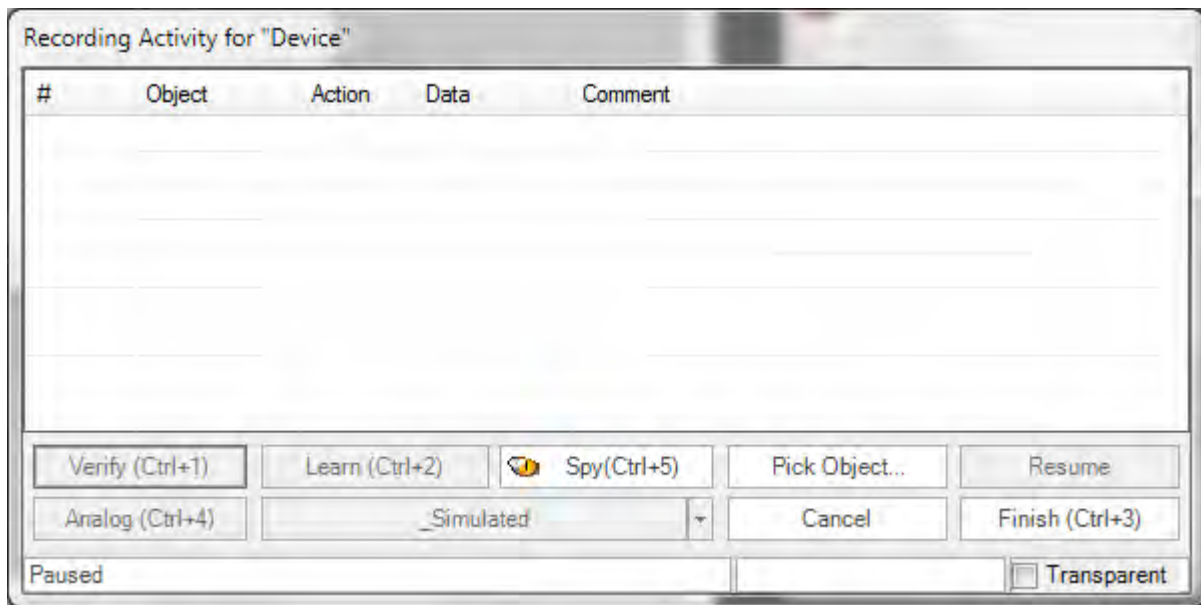 Recording Activity for "Device"
# Object Action Data Comment
Verify (Ctrl+1) Learn (Ctrl+2) Spy(Ctrl+5) Pick Object... Resume
Analog (Ctrl+4) _Simulated Cancel Finish (Ctrl+3)
Paused Transparent